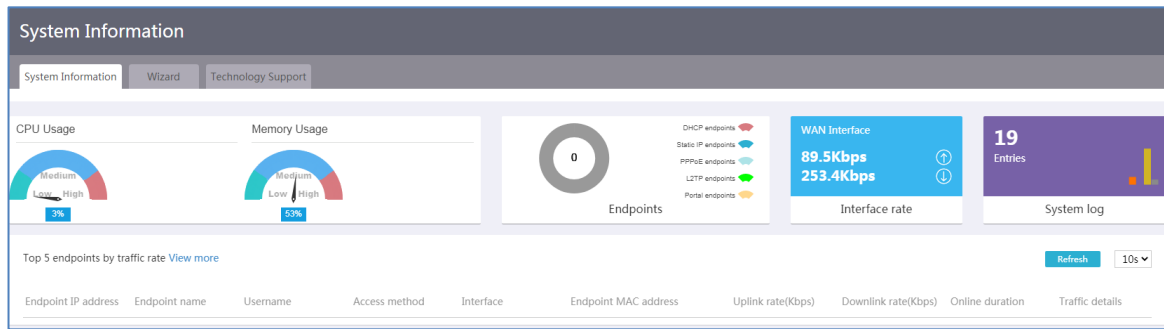 System Information
System Information Wizard Technology Support
CPU Usage
Medium
Low High
3%
Memory Usage
Medium
Low High
53%
0
DHCP endpoints
Static IP endpoints
PPPoE endpoints
L2TP endpoints
Portal endpoints
Endpoints
WAN Interface
89.5Kbps
253.4Kbps
Interface rate
19
Entries
System log
Top 5 endpoints by traffic rate View more
Refresh 10s
Endpoint IP address Endpoint name Username Access method Interface Endpoint MAC address Uplink rate(Kbps) Downlink rate(Kbps) Online duration Traffic details